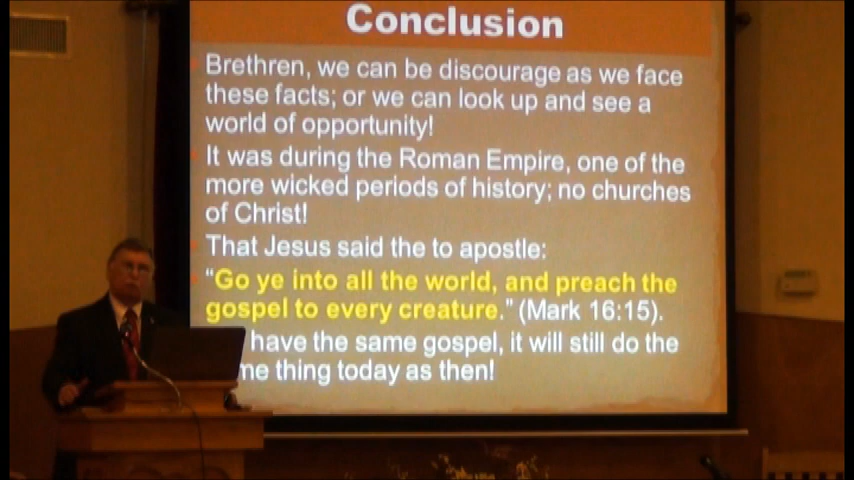 Conclusion
Brethren, we can be discourage as we face
these facts; or we can look up and see a
world of opportunity!
It was during the Roman Empire, one of the
more wicked periods of history; no churches
of Christ!
That Jesus said the to apostle:
“Go ye into all the world, and preach the
gospel to every creature.” (Mark 16:15).
have the same gospel, it will still do the
me thing today as then!